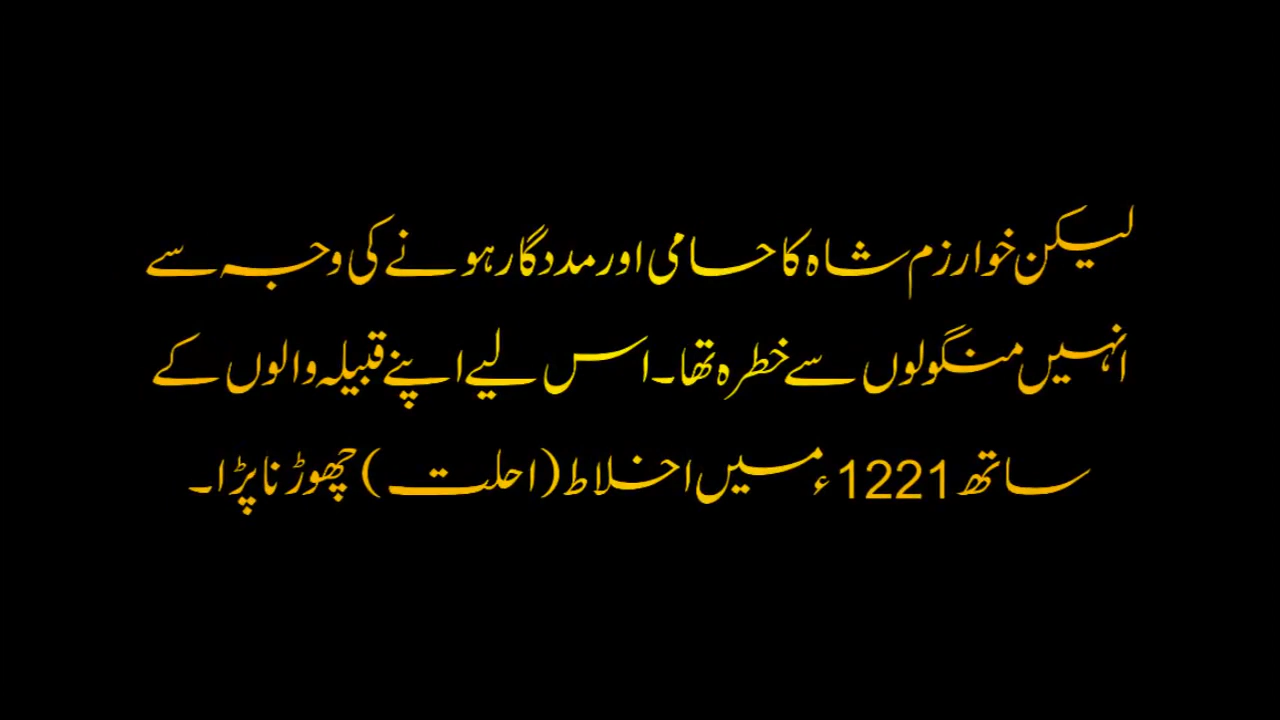 لیکن خوارزم شاہ کا حامی اور مددگار ہونے کی وجہ سے
انہیں منگولوں سے خطرہ تھا۔ اس لیے اپنے قبیلہ والوں کے
ساتھ 1221ء میں اخلاط (احلت) چھوڑنا پڑا۔